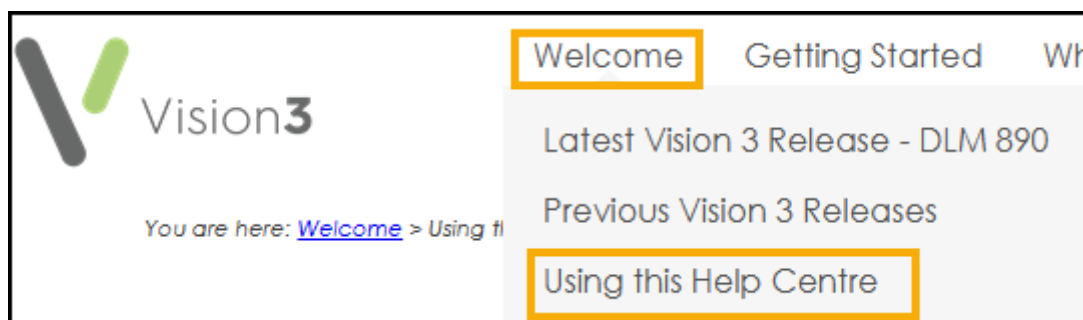 Welcome Getting Started
Vision3
Latest Vision 3 Release - DLM 890
Previous Vision 3 Releases
You are here: Welcome > Using
Using this Help Centre